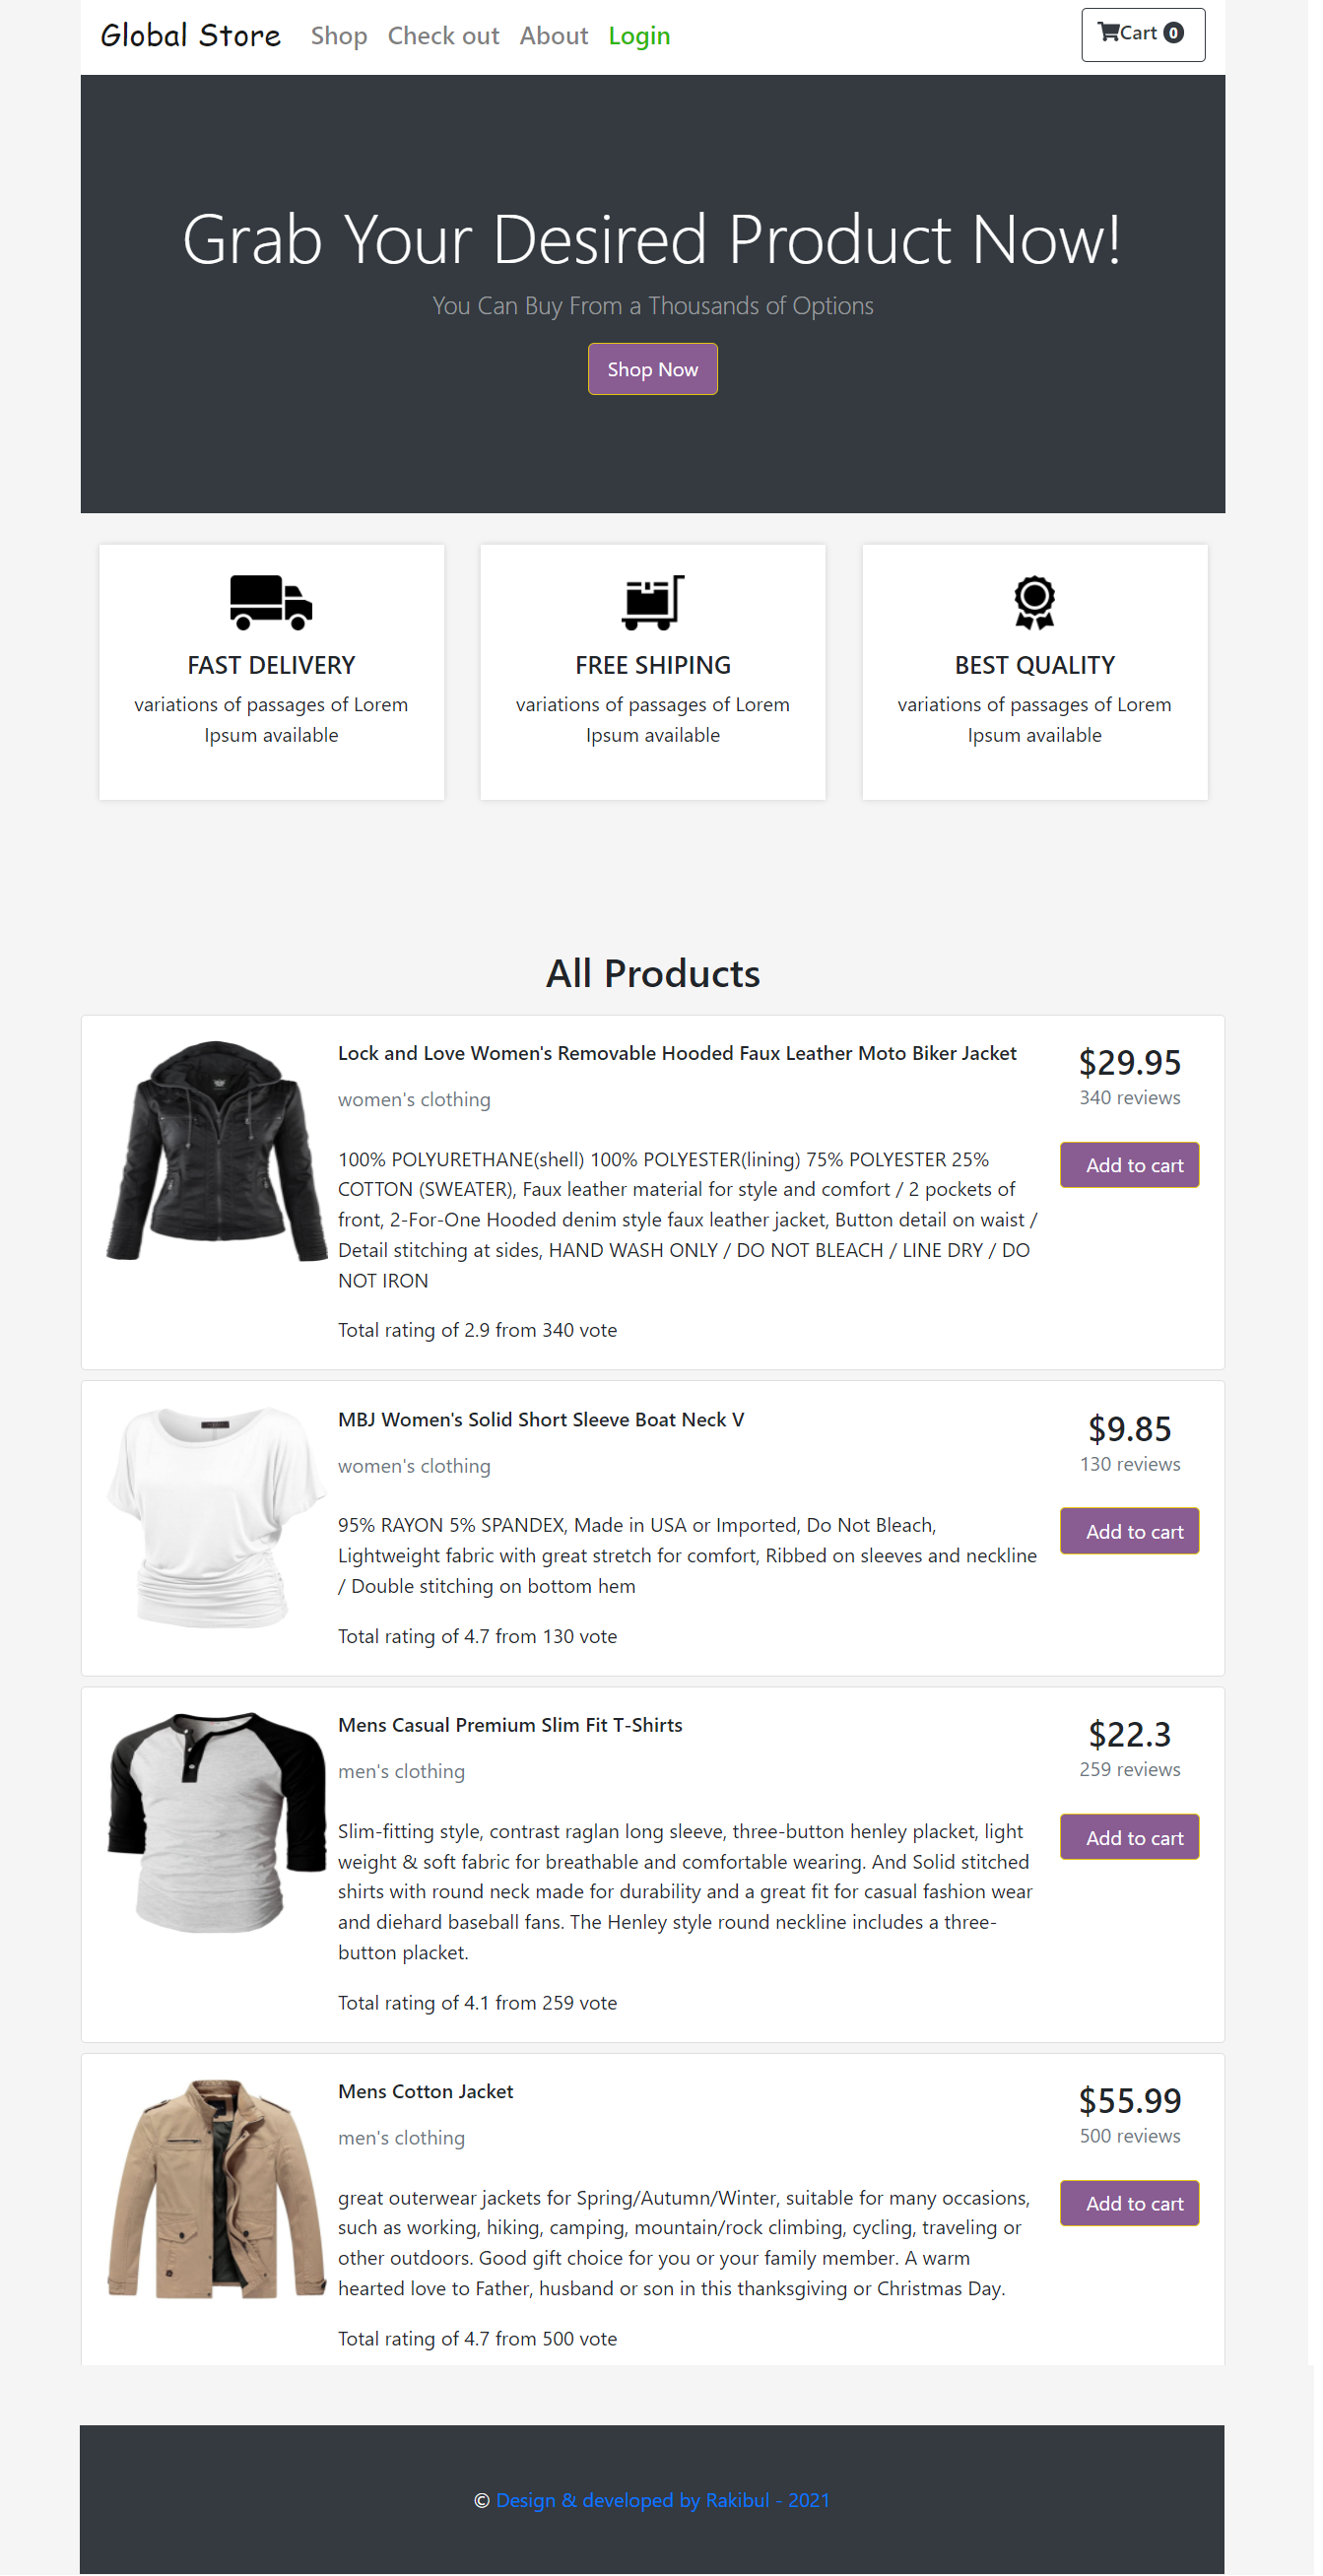 Global Store Shop Check out About Login Cart 0
Grab Your Desired Product Now!
You Can Buy From a Thousands of Options
Shop Now
FAST DELIVERY
variations of passages of Lorem
Ipsum available
FREE SHIPING
variations of passages of Lorem
Ipsum available
BEST QUALITY
variations of passages of Lorem
Ipsum available
All Products
Lock and Love Women's Removable Hooded Faux Leather Moto Biker Jacket
women's clothing
100% POLYURETHANE(shell) 100% POLYESTER(lining) 75% POLYESTER 25%
COTTON (SWEATER), Faux leather material for style and comfort / 2 pockets of
front, 2-For-One Hooded denim style faux leather jacket, Button detail on waist /
Detail stitching at sides, HAND WASH ONLY / DO NOT BLEACH / LINE DRY / DO
NOT IRON
Total rating of 2.9 from 340 vote
$29.95
340 reviews
Add to cart
MBJ Women's Solid Short Sleeve Boat Neck V
women's clothing
95% RAYON 5% SPANDEX, Made in USA or Imported, Do Not Bleach,
Lightweight fabric with great stretch for comfort, Ribbed on sleeves and neckline
/ Double stitching on bottom hem
Total rating of 4.7 from 130 vote
$9.85
130 reviews
Add to cart
Mens Casual Premium Slim Fit T-Shirts
men's clothing
Slim-fitting style, contrast raglan long sleeve, three-button henley placket, light
weight & soft fabric for breathable and comfortable wearing. And Solid stitched
shirts with round neck made for durability and a great fit for casual fashion wear
and diehard baseball fans. The Henley style round neckline includes a three-
button placket.
Total rating of 4.1 from 259 vote
$22.3
259 reviews
Add to cart
Mens Cotton Jacket
men's clothing
great outerwear jackets for Spring/Autumn/Winter, suitable for many occasions,
such as working, hiking, camping, mountain/rock climbing, cycling, traveling or
other outdoors. Good gift choice for you or your family member. A warm
hearted love to Father, husband or son in this thanksgiving or Christmas Day.
Total rating of 4.7 from 500 vote
$55.99
500 reviews
Add to cart
© Design & developed by Rakibul - 2021